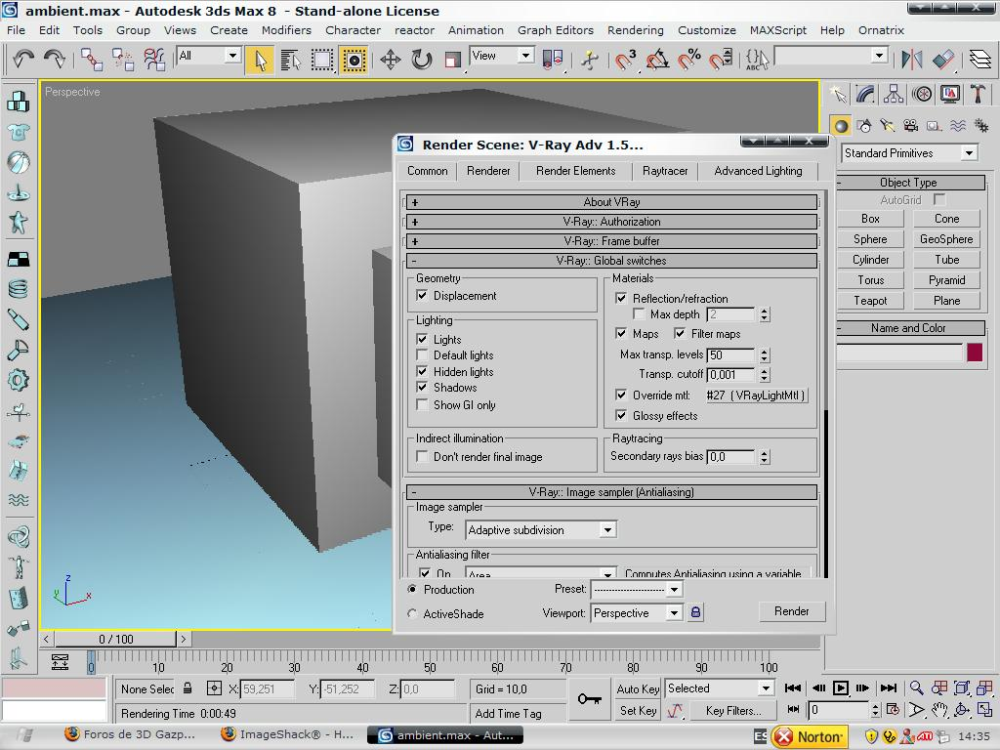 ambient.max - Autodesk 3ds Max 8 - Stand-alone License
File Edit Tools Group Views Create Modifiers Character reactor Animation Graph Editors Rendering Customize MAXScript Help Ornatrix
All View 3 % {} ABC
Perspective
Render Scene: V-Ray Adv 1.5...
Common Renderer Render Elements Raytracer Advanced Lighting
+ About VRay
+ V-Ray:: Authorization
+ V-Ray:: Frame buffer
- V-Ray:: Global switches
Geometry
Displacement
Lighting
Lights
Default lights
Hidden lights
Shadows
Show GI only
Indirect illumination
Don't render final image
Materials
Reflection/refraction
Max depth 2
Maps Filter maps
Max transp. levels 50
Transp. cutoff 0,001
Override mtl: #27 ( VRayLightMtl )
Glossy effects
Raytracing
Secondary rays bias 0,0
- V-Ray:: Image sampler (Antialiasing)
Image sampler
Type: Adaptive subdivision
Antialiasing filter
On Area Computes Antialiasing using a variable
Production Preset: -----------------------
ActiveShade Viewport: Perspective Render
Standard Primitives
- Object Type
AutoGrid
Box Cone
Sphere GeoSphere
Cylinder Tube
Torus Pyramid
Teapot Plane
- Name and Color
z
y x
< 0 / 100 >
0 10 20 30 40 50 60 70 80 90 100
None Selec X: 59,251 Y: -51,252 Z: 0,0 Grid = 10,0 Auto Key Selected
Rendering Time 0:00:49 Add Time Tag Set Key Key Filters... 0
Foros de 3D Gazp... ImageShack® - H... ambient.max - Aut... ES Norton 14:35